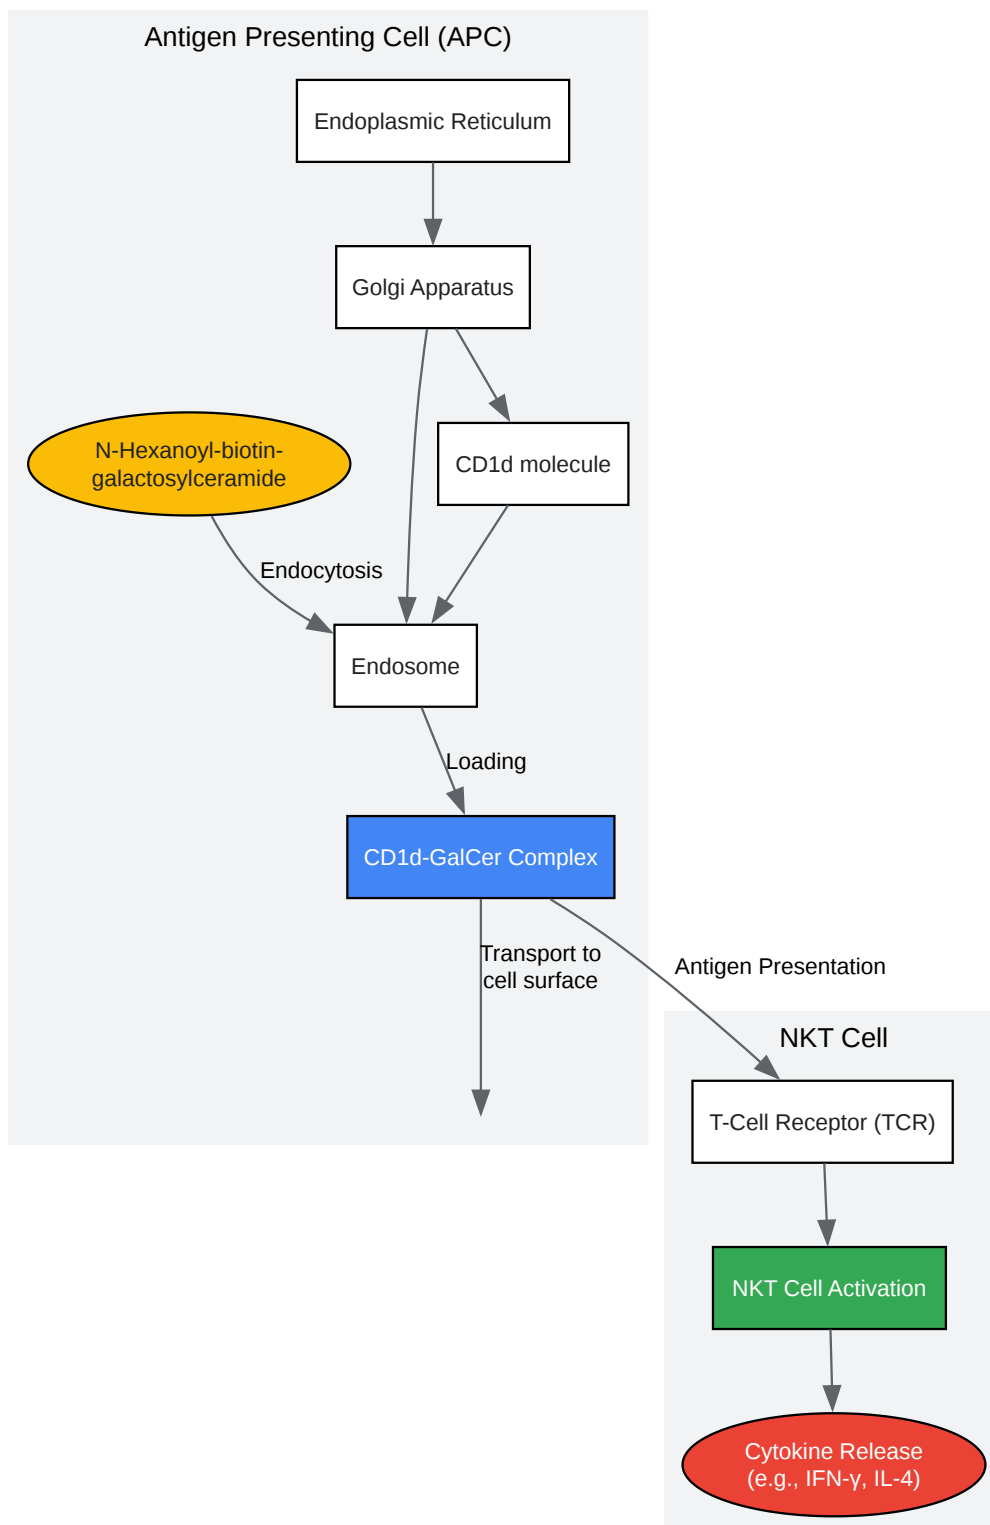 Antigen Presenting Cell (APC)
Endoplasmic Reticulum
Golgi Apparatus
N-Hexanoyl-biotin-
galactosylceramide
CD1d molecule
Endocytosis
Endosome
Loading
CD1d-GalCer Complex
Transport to
cell surface
Antigen Presentation
NKT Cell
T-Cell Receptor (TCR)
NKT Cell Activation
Cytokine Release
(e.g., IFN-γ, IL-4)